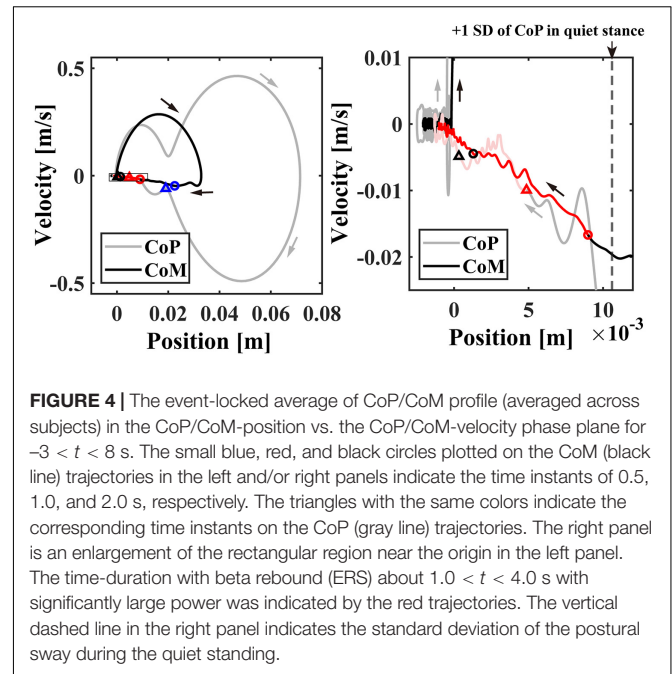 +1 SD of CoP in quiet stance
0.5
0
-0.5
Velocity [m/s]
CoP
CoM
0
0.02
0.04
0.06
0.08
Position [m]
0.01
0
-0.01
-0.02
Velocity [m/s]
CoP
CoM
0
5
10
×10⁻³
Position [m]
FIGURE 4 | The event-locked average of CoP/CoM profile (averaged across
subjects) in the CoP/CoM-position vs. the CoP/CoM-velocity phase plane for
–3 < t < 8 s. The small blue, red, and black circles plotted on the CoM (black
line) trajectories in the left and/or right panels indicate the time instants of 0.5,
1.0, and 2.0 s, respectively. The triangles with the same colors indicate the
corresponding time instants on the CoP (gray line) trajectories. The right panel
is an enlargement of the rectangular region near the origin in the left panel.
The time-duration with beta rebound (ERS) about 1.0 < t < 4.0 s with
significantly large power was indicated by the red trajectories. The vertical
dashed line in the right panel indicates the standard deviation of the postural
sway during the quiet standing.